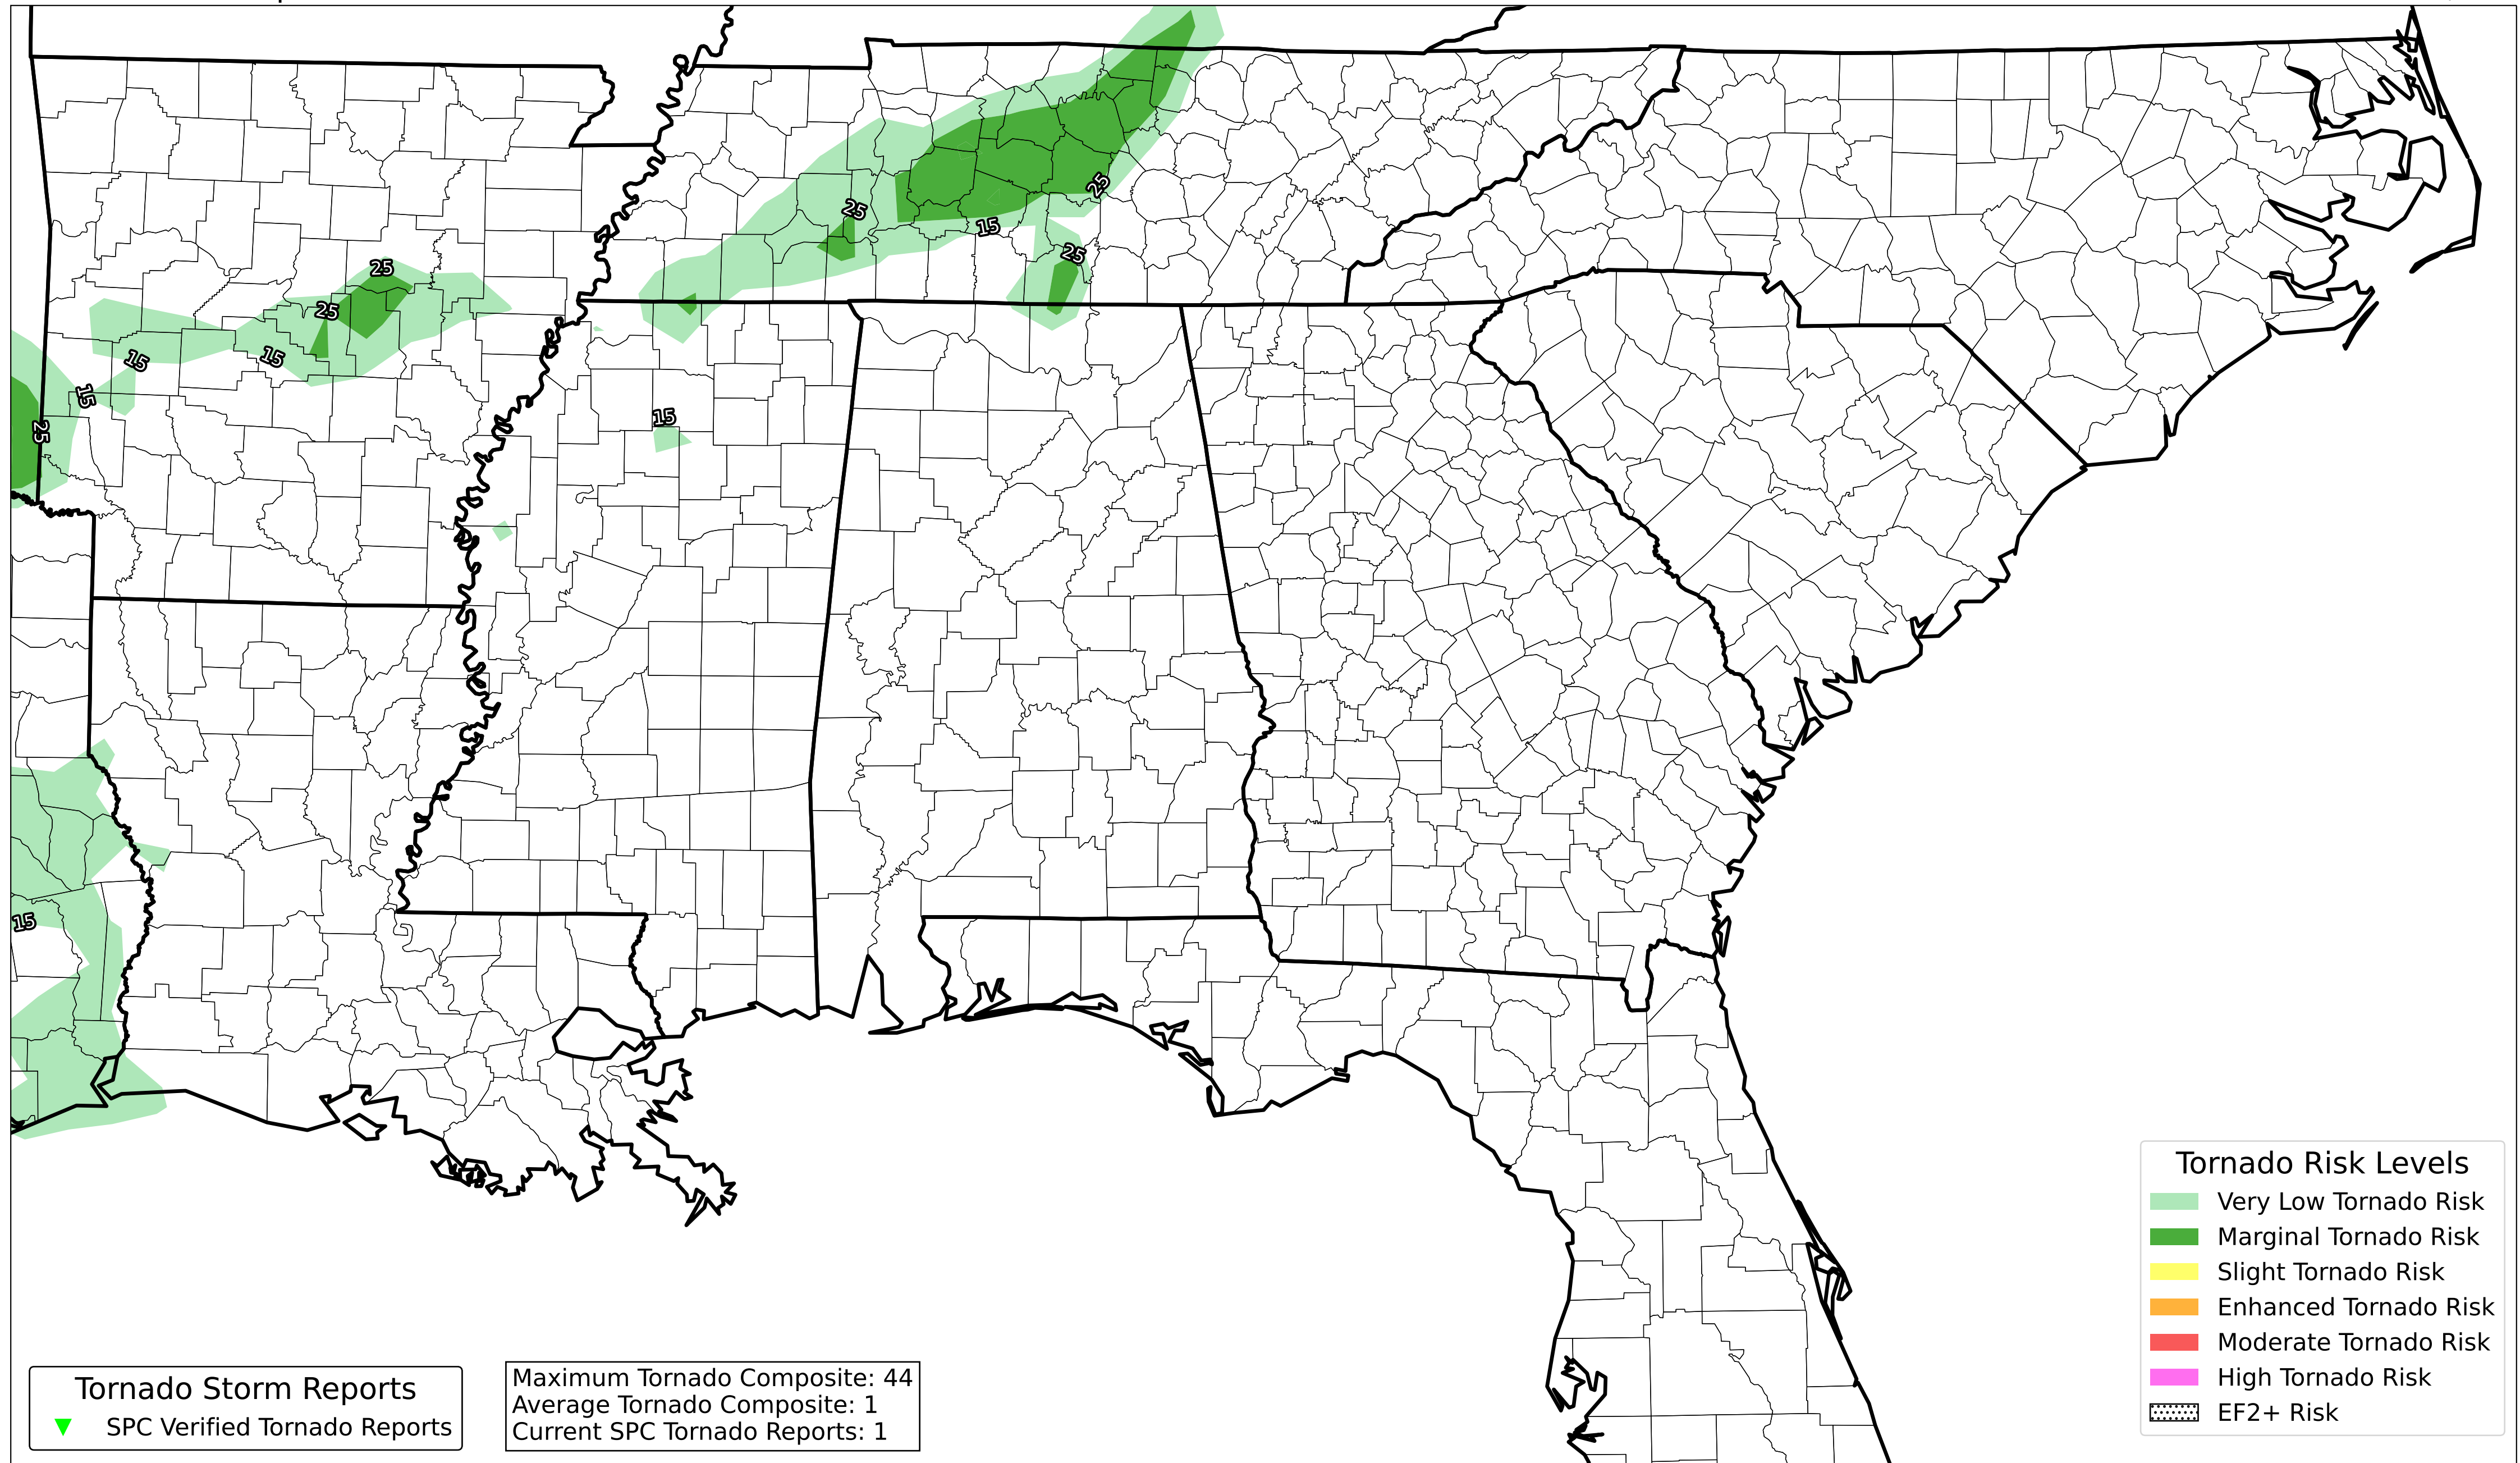 25
25
15
25
25
25
15
15
15
25
15
15
Tornado Risk Levels
Very Low Tornado Risk
Marginal Tornado Risk
Slight Tornado Risk
Enhanced Tornado Risk
Moderate Tornado Risk
High Tornado Risk
EF2+ Risk
Tornado Storm Reports
SPC Verified Tornado Reports
Maximum Tornado Composite: 44
Average Tornado Composite: 1
Current SPC Tornado Reports: 1